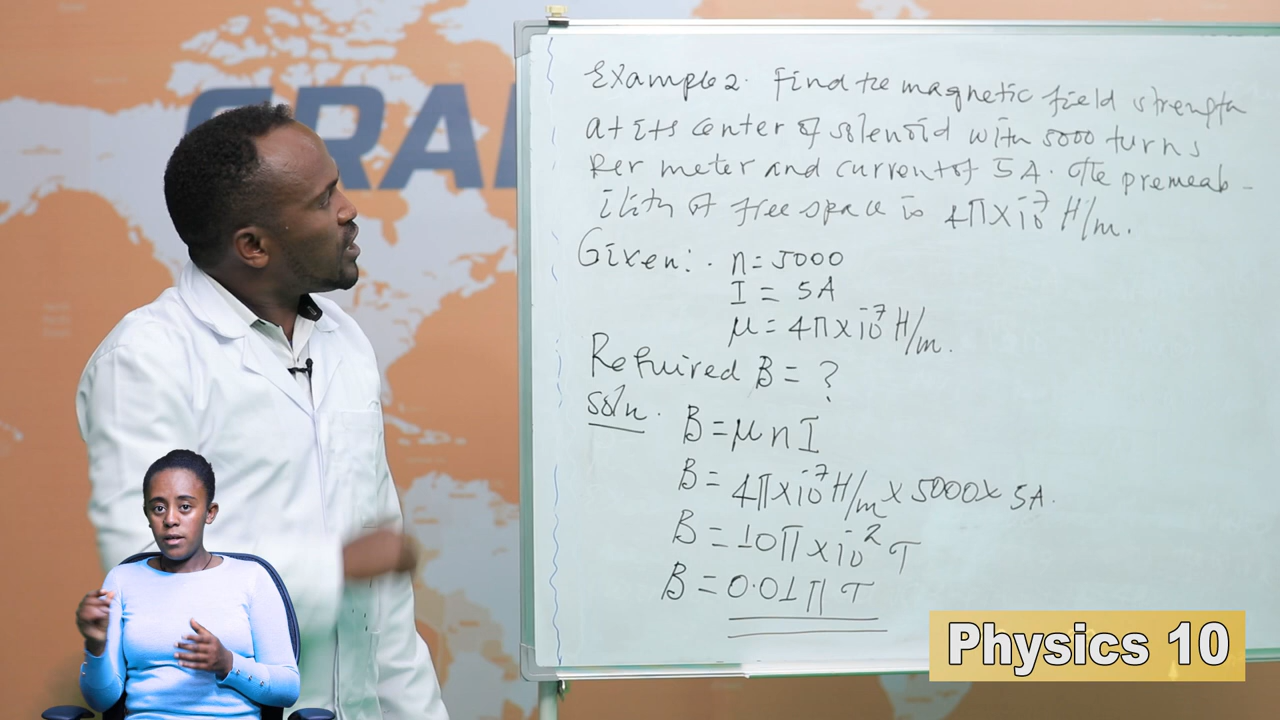 GRA
Example 2. Find the magnetic field strength
at its center of solenoid with 5000 turns
Per meter and current of 5A. The premeab-
ility of free space is 4π×10⁻⁷ H/m.
Given: n=5000
I = 5A
μ = 4π×10⁻⁷ H/m.
Required B = ?
Soln. B=μnI
B= 4π×10⁻⁷ H/m × 5000 × 5A.
B = 10π×10⁻² T
B = 0.01π T
Physics 10